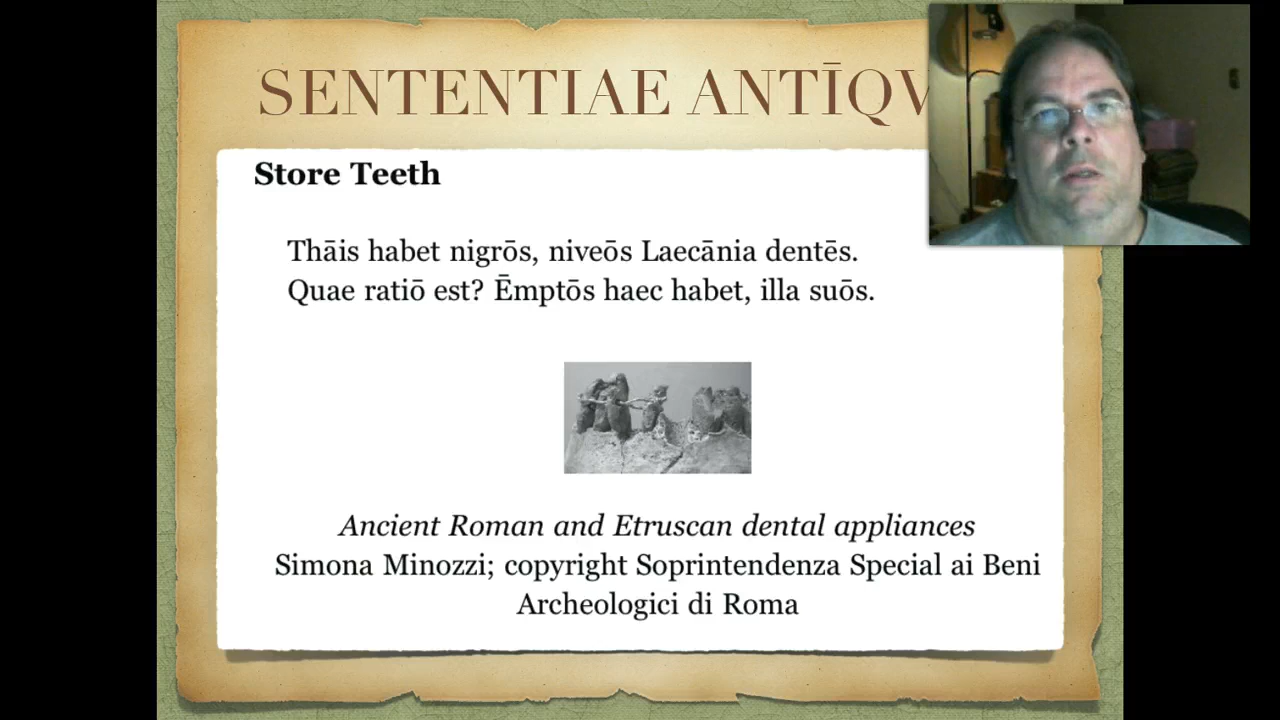 SENTENTIAE ANTĪQV
Store Teeth
Thāis habet nigrōs, niveōs Laecānia dentēs.
Quae ratiō est? Ēmptōs haec habet, illa suōs.
Ancient Roman and Etruscan dental appliances
Simona Minozzi; copyright Soprintendenza Special ai Beni
Archeologici di Roma